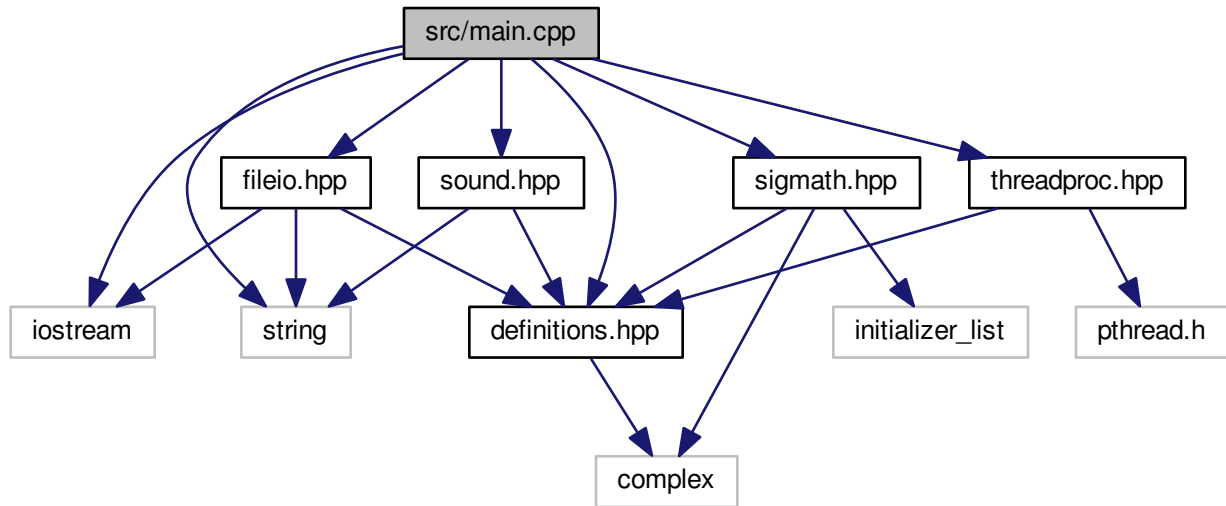 src/main.cpp
fileio.hpp
sound.hpp
sigmath.hpp
threadproc.hpp
iostream
string
definitions.hpp
initializer_list
pthread.h
complex